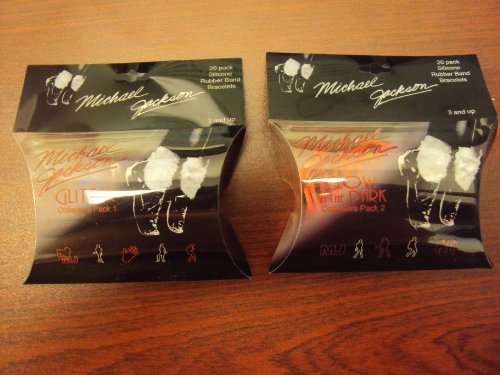 20 pack
Silicone
Rubber Band
Bracelets
Michael
Jackson
3 and up
Michael
Jackson
Collectors Pack 1
MJ
20 pack
Silicone
Rubber Band
Bracelets
Michael
Jackson
3 and up
Michael
Jackson
GLOW
IN THE DARK
Collectors Pack 2
MJ